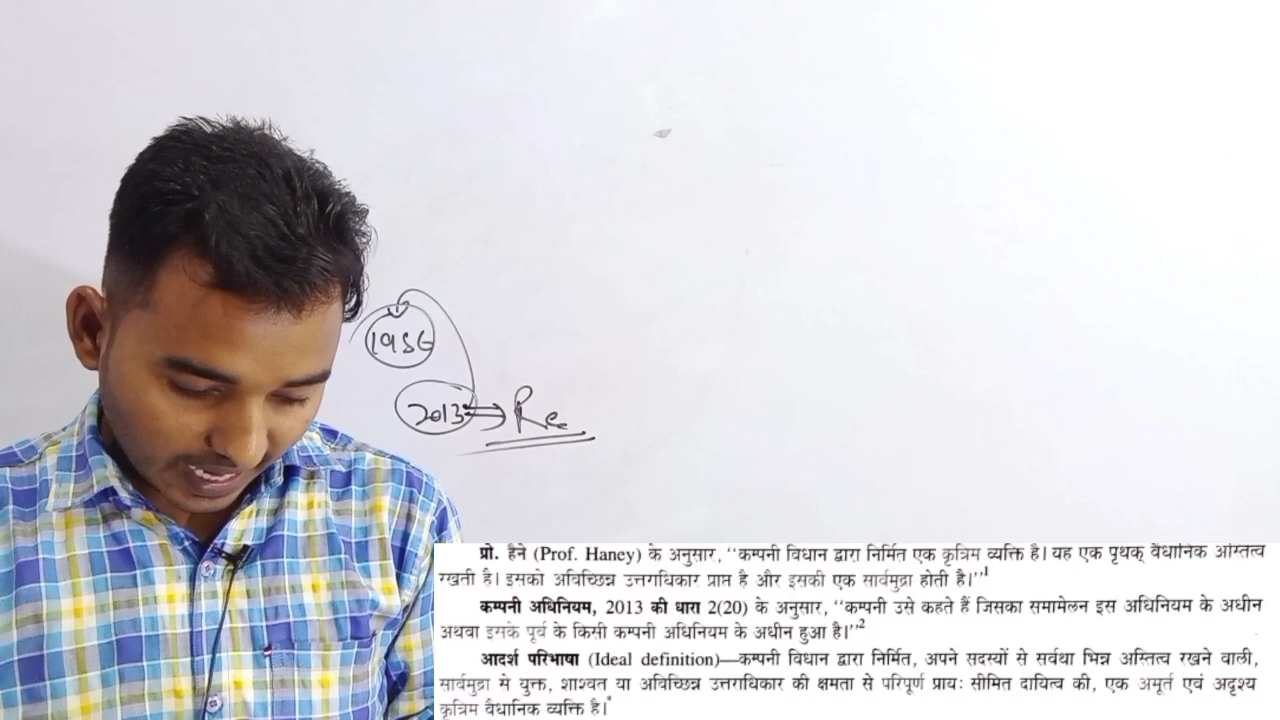 1956
2013 ⇒ Re
प्रो. हैने (Prof. Haney) के अनुसार, ‘‘कम्पनी विधान द्वारा निर्मित एक कृत्रिम व्यक्ति है। यह एक पृथक् वैधानिक अस्तित्व
रखती है। इसको अविच्छिन्न उत्तराधिकार प्राप्त है और इसकी एक सार्वमुद्रा होती है।’’¹
कम्पनी अधिनियम, 2013 की धारा 2(20) के अनुसार, ‘‘कम्पनी उसे कहते हैं जिसका समामेलन इस अधिनियम के अधीन
अथवा इसके पूर्व के किसी कम्पनी अधिनियम के अधीन हुआ है।’’²
आदर्श परिभाषा (Ideal definition)—कम्पनी विधान द्वारा निर्मित, अपने सदस्यों से सर्वथा भिन्न अस्तित्व रखने वाली,
सार्वमुद्रा से युक्त, शाश्वत या अविच्छिन्न उत्तराधिकार की क्षमता से परिपूर्ण प्रायः सीमित दायित्व की, एक अमूर्त एवं अदृश्य
कृत्रिम वैधानिक व्यक्ति है।*